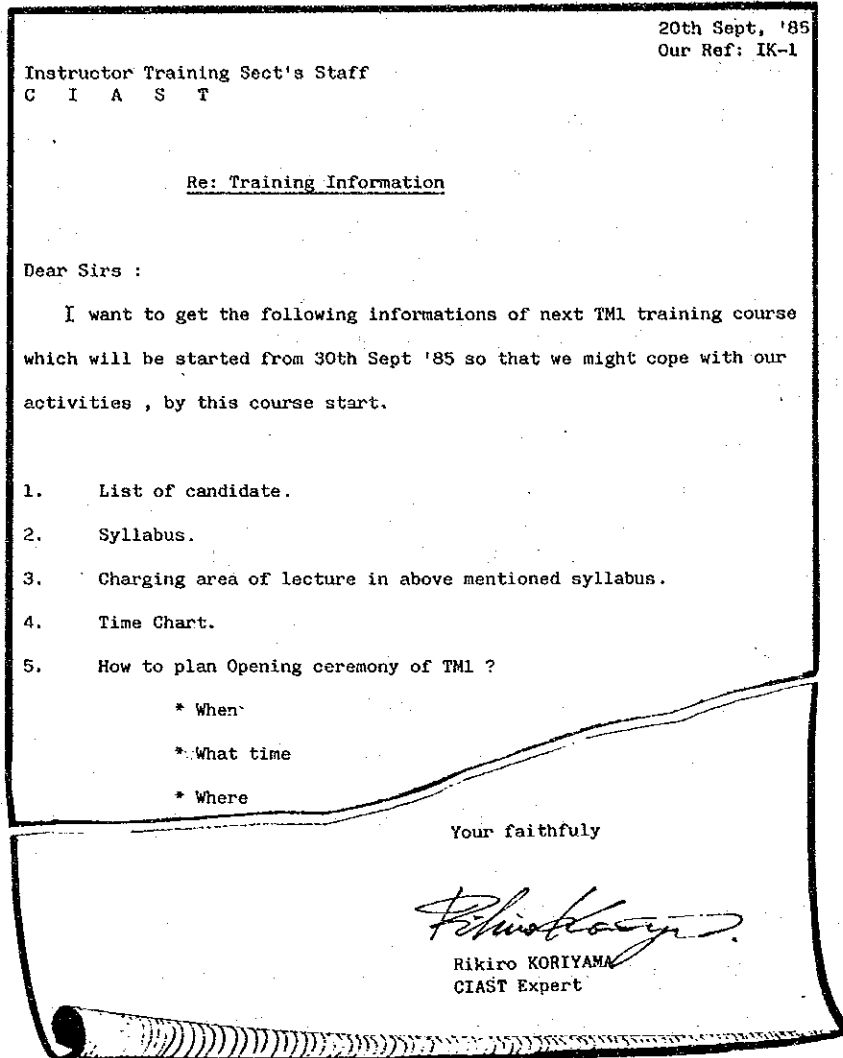 20th Sept, '85
Our Ref: IK-1
Instructor Training Sect's Staff
C I A S T
Re: Training Information
Dear Sirs :
I want to get the following informations of next TM1 training course
which will be started from 30th Sept '85 so that we might cope with our
activities , by this course start.
1. List of candidate.
2. Syllabus.
3. Charging area of lecture in above mentioned syllabus.
4. Time Chart.
5. How to plan Opening ceremony of TM1 ?
* When
* What time
* Where
Your faithfuly
Rikiro KORIYAMA
CIAST Expert